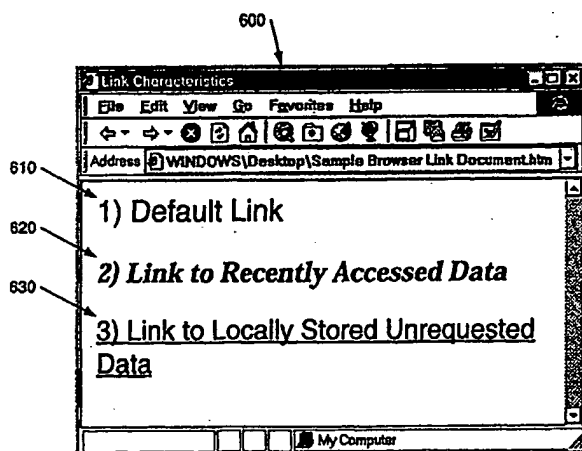 600
Link Characteristics
File Edit View Go Favorites Help
Address WINDOWS\Desktop\Sample Browser Link Document.htm
610
1) Default Link
620
2) Link to Recently Accessed Data
630
3) Link to Locally Stored Unrequested
Data
My Computer